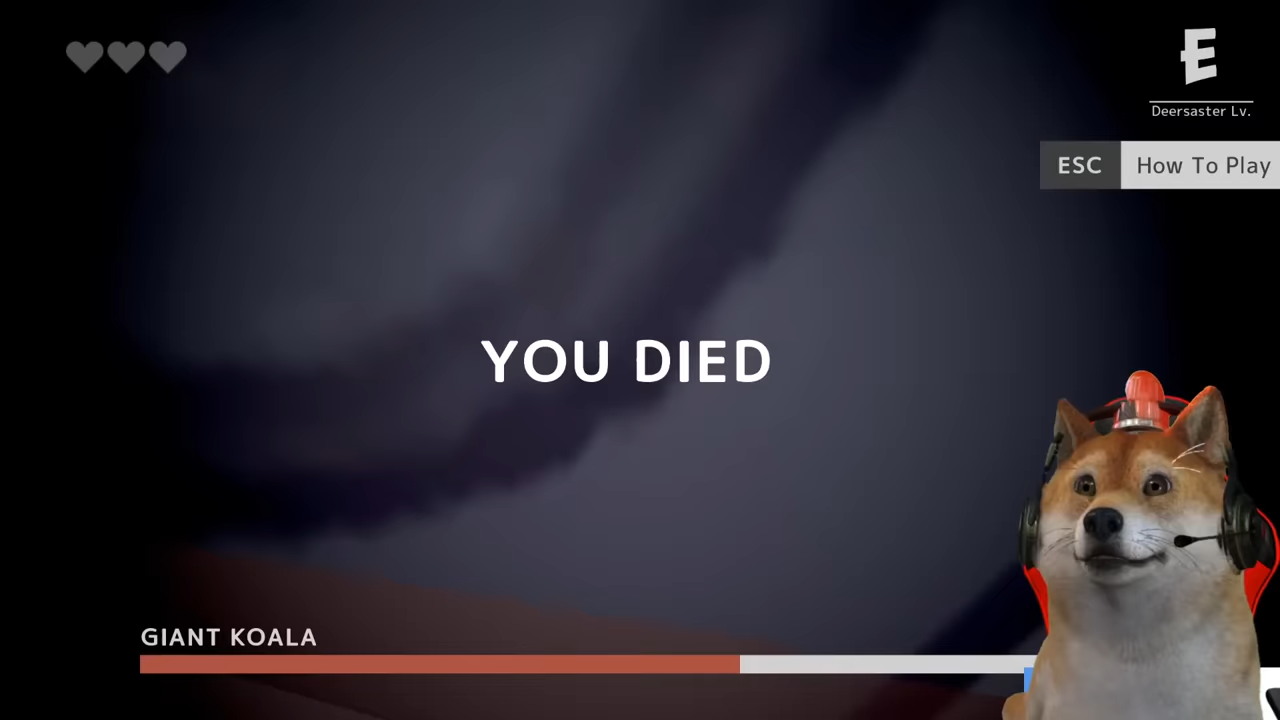 E
Deersaster Lv.
ESC How To Play
YOU DIED
GIANT KOALA